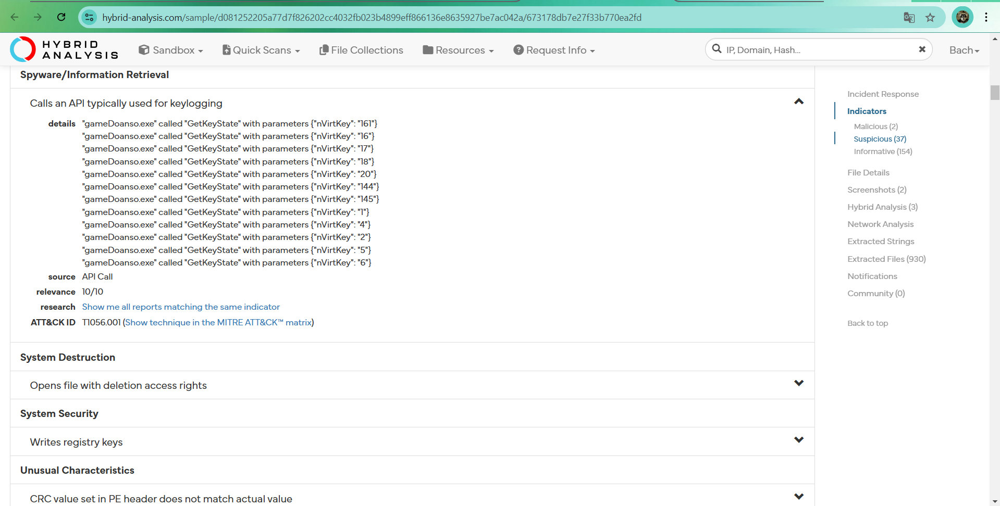 hybrid-analysis.com/sample/d081252205a77d7f826202cc4032fb023b4899eff866136e8635927be7ac042a/673178db7e27f33b770ea2fd
HYBRID
ANALYSIS
Sandbox
Quick Scans
File Collections
Resources
Request Info
IP, Domain, Hash...
Bach
Spyware/Information Retrieval
Calls an API typically used for keylogging
details "gameDoanso.exe" called "GetKeyState" with parameters {"nVirtKey": "161"}
"gameDoanso.exe" called "GetKeyState" with parameters {"nVirtKey": "16"}
"gameDoanso.exe" called "GetKeyState" with parameters {"nVirtKey": "17"}
"gameDoanso.exe" called "GetKeyState" with parameters {"nVirtKey": "18"}
"gameDoanso.exe" called "GetKeyState" with parameters {"nVirtKey": "20"}
"gameDoanso.exe" called "GetKeyState" with parameters {"nVirtKey": "144"}
"gameDoanso.exe" called "GetKeyState" with parameters {"nVirtKey": "145"}
"gameDoanso.exe" called "GetKeyState" with parameters {"nVirtKey": "1"}
"gameDoanso.exe" called "GetKeyState" with parameters {"nVirtKey": "4"}
"gameDoanso.exe" called "GetKeyState" with parameters {"nVirtKey": "2"}
"gameDoanso.exe" called "GetKeyState" with parameters {"nVirtKey": "5"}
"gameDoanso.exe" called "GetKeyState" with parameters {"nVirtKey": "6"}
source API Call
relevance 10/10
research Show me all reports matching the same indicator
ATT&CK ID T1056.001 (Show technique in the MITRE ATT&CK™ matrix)
System Destruction
Opens file with deletion access rights
System Security
Writes registry keys
Unusual Characteristics
CRC value set in PE header does not match actual value
Incident Response
Indicators
Malicious (2)
Suspicious (37)
Informative (154)
File Details
Screenshots (2)
Hybrid Analysis (3)
Network Analysis
Extracted Strings
Extracted Files (930)
Notifications
Community (0)
Back to top